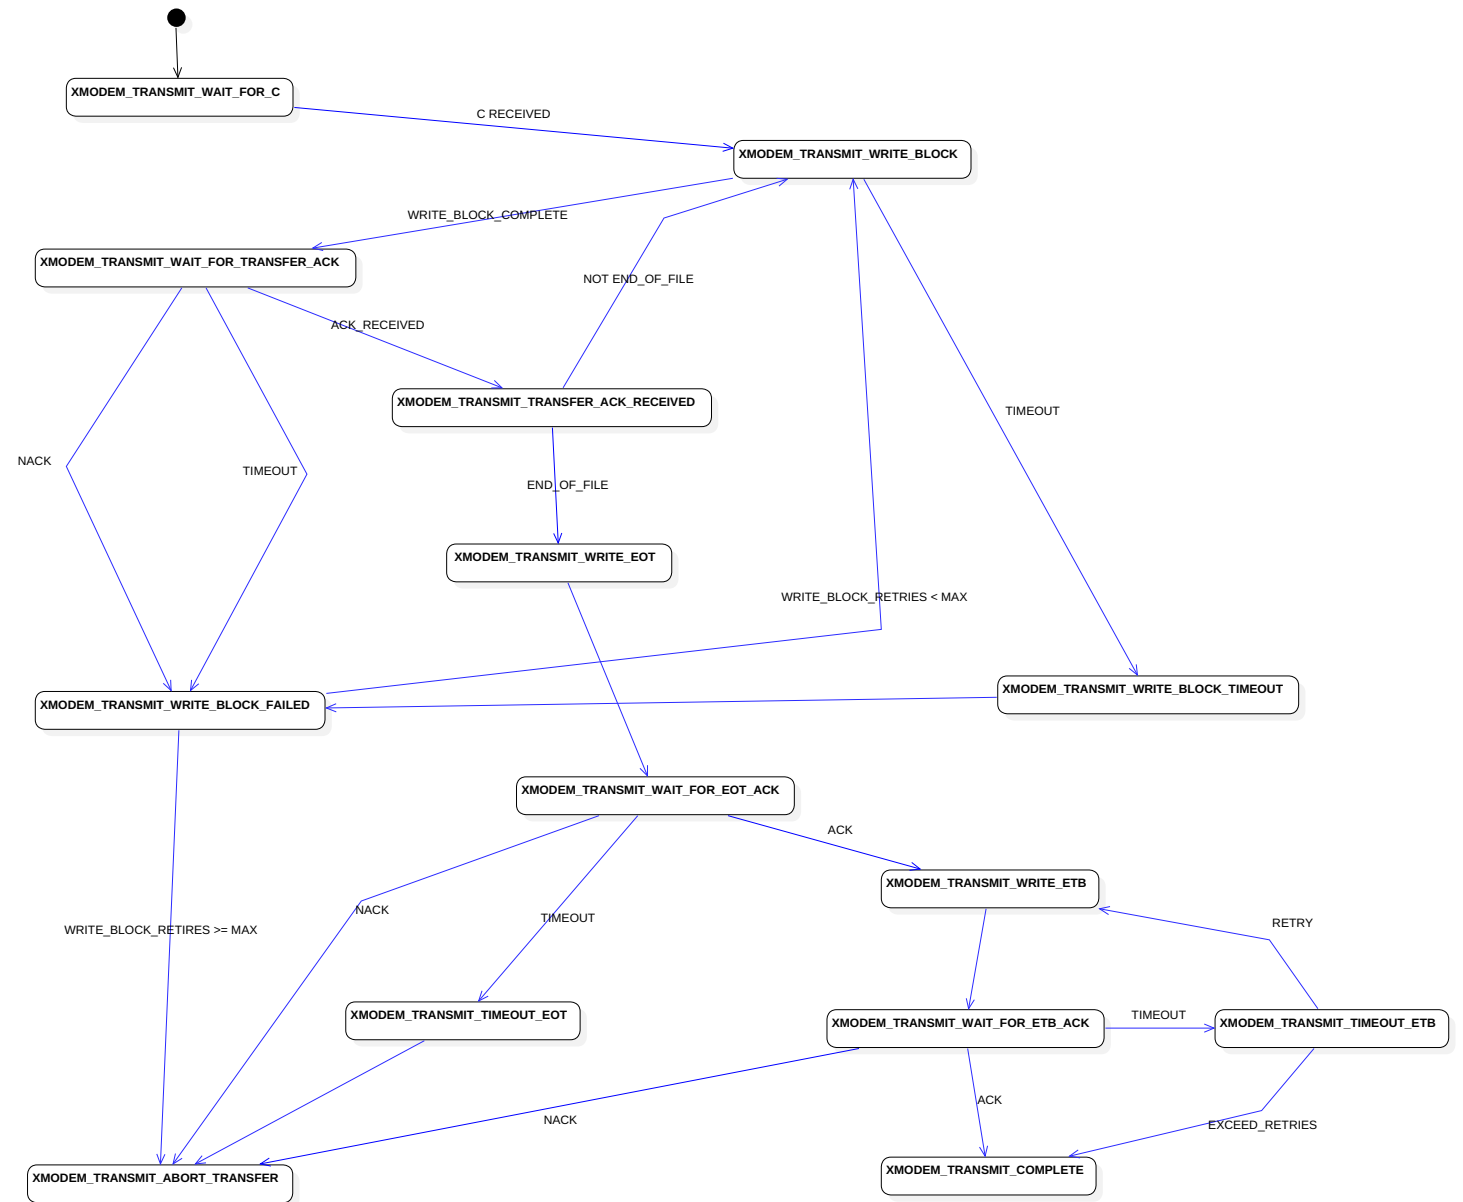 XMODEM_TRANSMIT_WAIT_FOR_C
C RECEIVED
XMODEM_TRANSMIT_WRITE_BLOCK
WRITE_BLOCK_COMPLETE
XMODEM_TRANSMIT_WAIT_FOR_TRANSFER_ACK
NOT END_OF_FILE
ACK_RECEIVED
XMODEM_TRANSMIT_TRANSFER_ACK_RECEIVED
TIMEOUT
NACK
TIMEOUT
END_OF_FILE
XMODEM_TRANSMIT_WRITE_EOT
WRITE_BLOCK_RETRIES < MAX
XMODEM_TRANSMIT_WRITE_BLOCK_TIMEOUT
XMODEM_TRANSMIT_WRITE_BLOCK_FAILED
XMODEM_TRANSMIT_WAIT_FOR_EOT_ACK
ACK
XMODEM_TRANSMIT_WRITE_ETB
NACK
TIMEOUT
RETRY
WRITE_BLOCK_RETIRES >= MAX
XMODEM_TRANSMIT_TIMEOUT_EOT
XMODEM_TRANSMIT_WAIT_FOR_ETB_ACK
TIMEOUT
XMODEM_TRANSMIT_TIMEOUT_ETB
ACK
NACK
EXCEED_RETRIES
XMODEM_TRANSMIT_ABORT_TRANSFER
XMODEM_TRANSMIT_COMPLETE